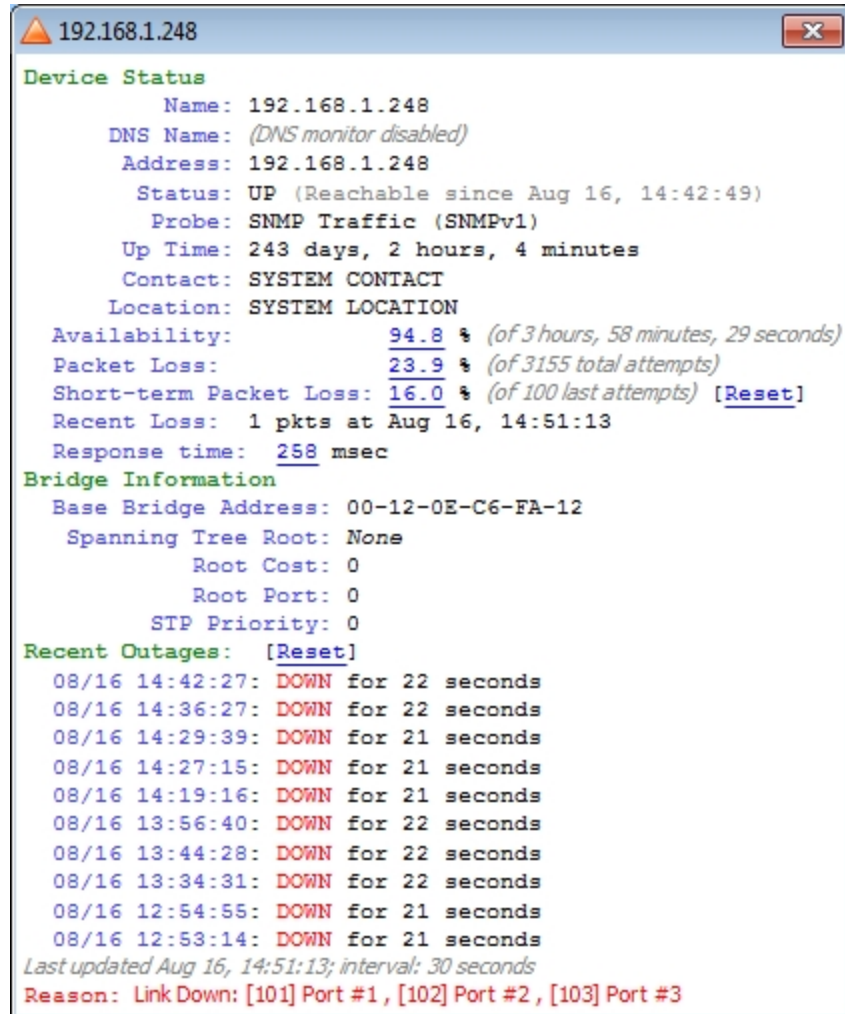 192.168.1.248
Device Status
Name: 192.168.1.248
DNS Name: (DNS monitor disabled)
Address: 192.168.1.248
Status: UP (Reachable since Aug 16, 14:42:49)
Probe: SNMP Traffic (SNMPv1)
Up Time: 243 days, 2 hours, 4 minutes
Contact: SYSTEM CONTACT
Location: SYSTEM LOCATION
Availability: 94.8 % (of 3 hours, 58 minutes, 29 seconds)
Packet Loss: 23.9 % (of 3155 total attempts)
Short-term Packet Loss: 16.0 % (of 100 last attempts) [Reset]
Recent Loss: 1 pkts at Aug 16, 14:51:13
Response time: 258 msec
Bridge Information
Base Bridge Address: 00-12-0E-C6-FA-12
Spanning Tree Root: None
Root Cost: 0
Root Port: 0
STP Priority: 0
Recent Outages: [Reset]
08/16 14:42:27: DOWN for 22 seconds
08/16 14:36:27: DOWN for 22 seconds
08/16 14:29:39: DOWN for 21 seconds
08/16 14:27:15: DOWN for 21 seconds
08/16 14:19:16: DOWN for 21 seconds
08/16 13:56:40: DOWN for 22 seconds
08/16 13:44:28: DOWN for 22 seconds
08/16 13:34:31: DOWN for 22 seconds
08/16 12:54:55: DOWN for 21 seconds
08/16 12:53:14: DOWN for 21 seconds
Last updated Aug 16, 14:51:13; interval: 30 seconds
Reason: Link Down: [101] Port #1 , [102] Port #2 , [103] Port #3